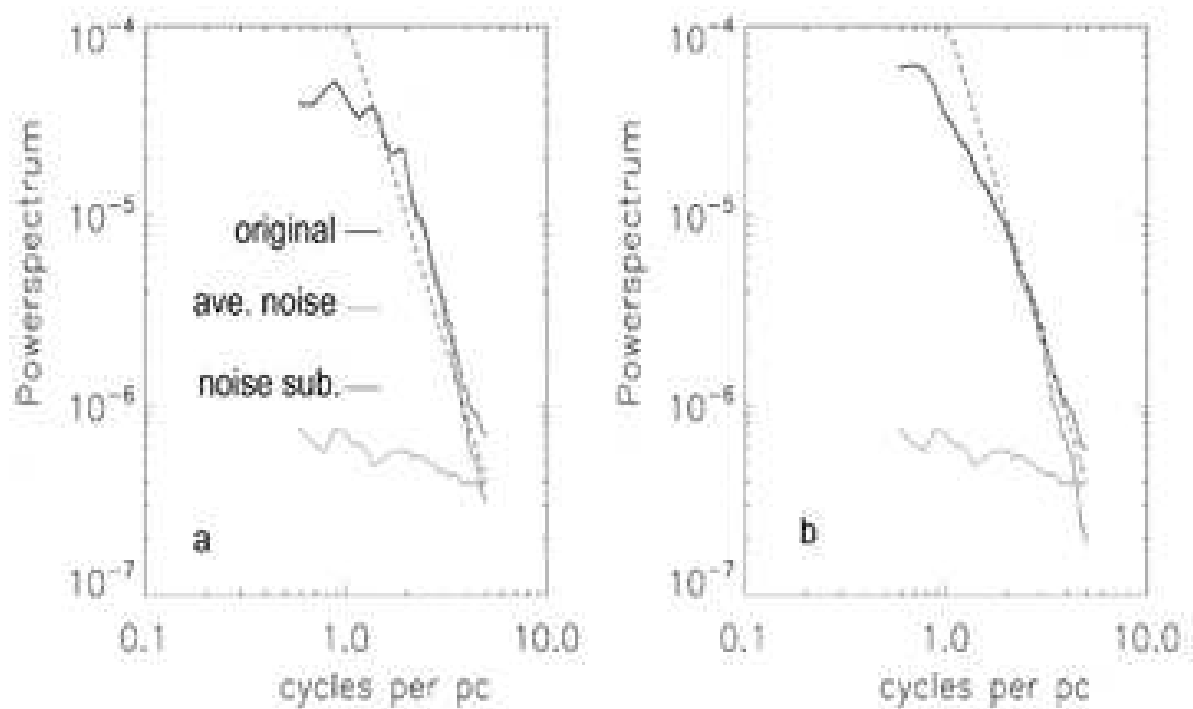 Powerspectrum
10⁻⁴
10⁻⁵
10⁻⁶
10⁻⁷
original
ave. noise
noise sub.
a
0.1 1.0 10.0
cycles per pc
Powerspectrum
10⁻⁴
10⁻⁵
10⁻⁶
10⁻⁷
b
0.1 1.0 10.0
cycles per pc